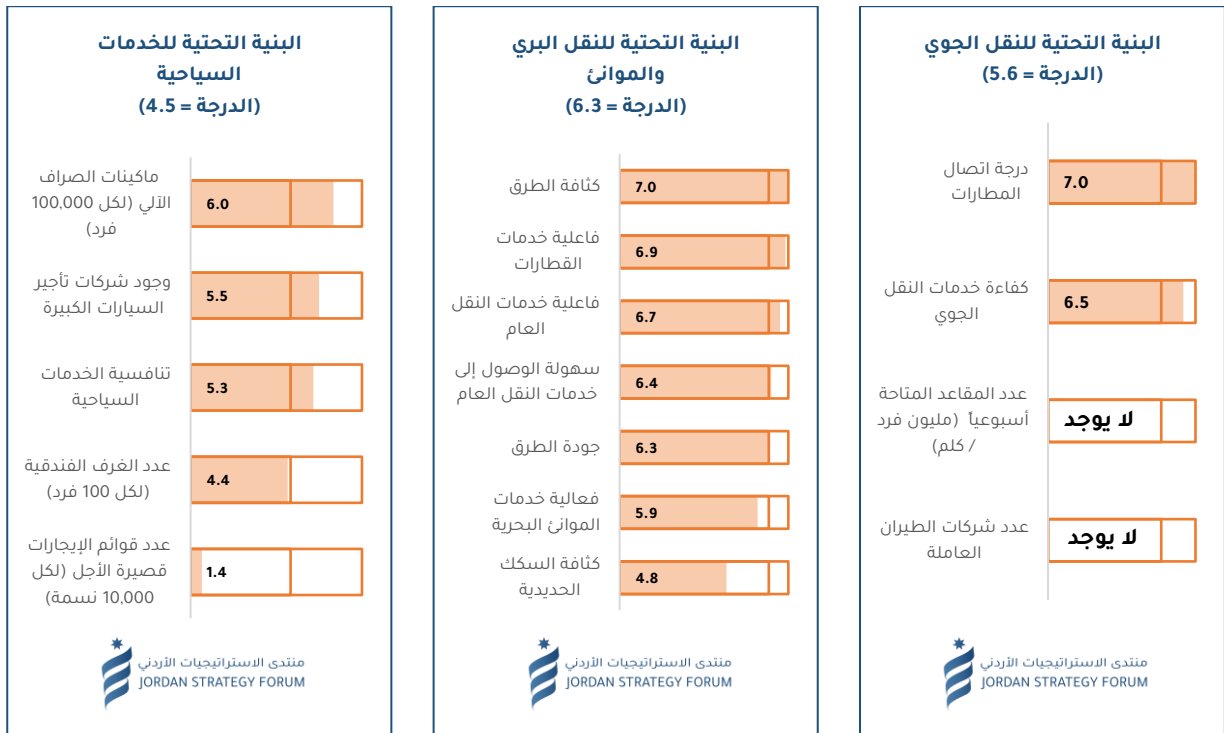 البنية التحتية للنقل الجوي
(الدرجة = 5.6)
درجة اتصال
المطارات
7.0
كفاءة خدمات النقل
الجوي
6.5
عدد المقاعد المتاحة
أسبوعياً (مليون فرد
/ كلم)
لا يوجد
عدد شركات الطيران
العاملة
لا يوجد
البنية التحتية للنقل البري
والموانئ
(الدرجة = 6.3)
كثافة الطرق
7.0
فاعلية خدمات
القطارات
6.9
فاعلية خدمات النقل
العام
6.7
سهولة الوصول إلى
خدمات النقل العام
6.4
جودة الطرق
6.3
فعالية خدمات
الموانئ البحرية
5.9
كثافة السكك
الحديدية
4.8
منتدى الاستراتيجيات الأردني
JORDAN STRATEGY FORUM
البنية التحتية للخدمات
السياحية
(الدرجة = 4.5)
ماكينات الصراف
الآلي (لكل 100,000
فرد)
6.0
وجود شركات تأجير
السيارات الكبيرة
5.5
تنافسية الخدمات
السياحية
5.3
عدد الغرف الفندقية
(لكل 100 فرد)
4.4
عدد قوائم الإيجارات
قصيرة الأجل (لكل
10,000 نسمة)
1.4
منتدى الاستراتيجيات الأردني
JORDAN STRATEGY FORUM